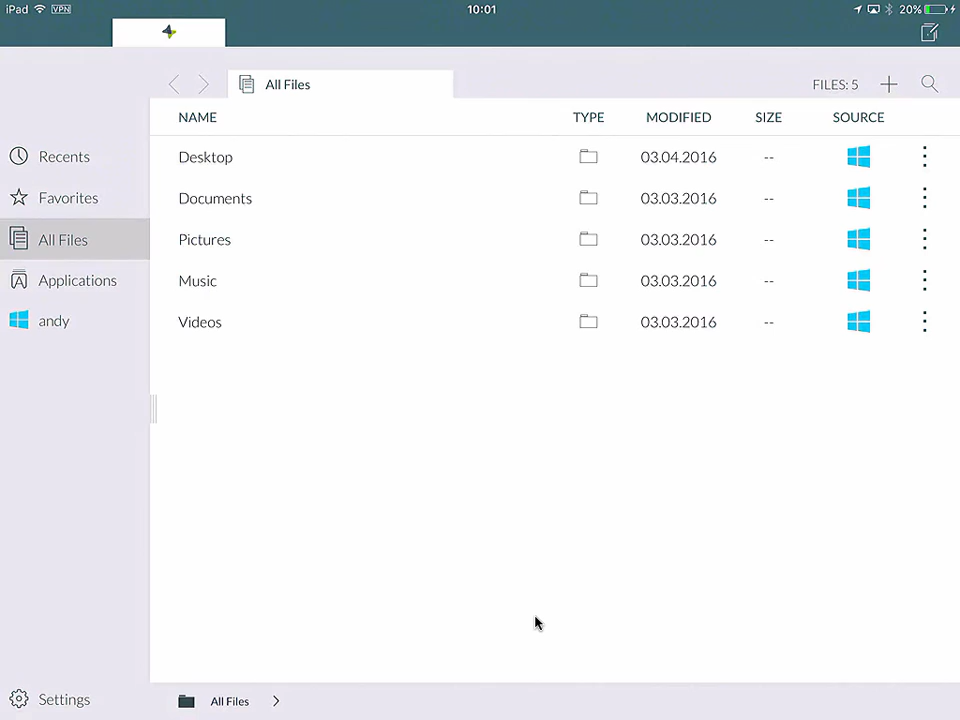 iPad VPN 10:01 20%
All Files FILES: 5
NAME TYPE MODIFIED SIZE SOURCE
Recents
Favorites
All Files
Applications
andy
Desktop 03.04.2016 --
Documents 03.03.2016 --
Pictures 03.03.2016 --
Music 03.03.2016 --
Videos 03.03.2016 --
Settings
All Files